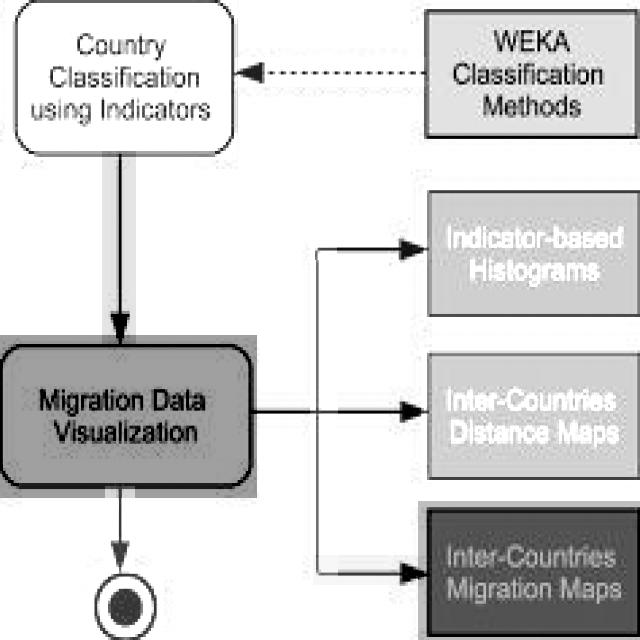 Country
Classification
using Indicators
WEKA
Classification
Methods
Indicator-based
Histograms
Migration Data
Visualization
Inter-Countries
Distance Maps
Inter-Countries
Migration Maps